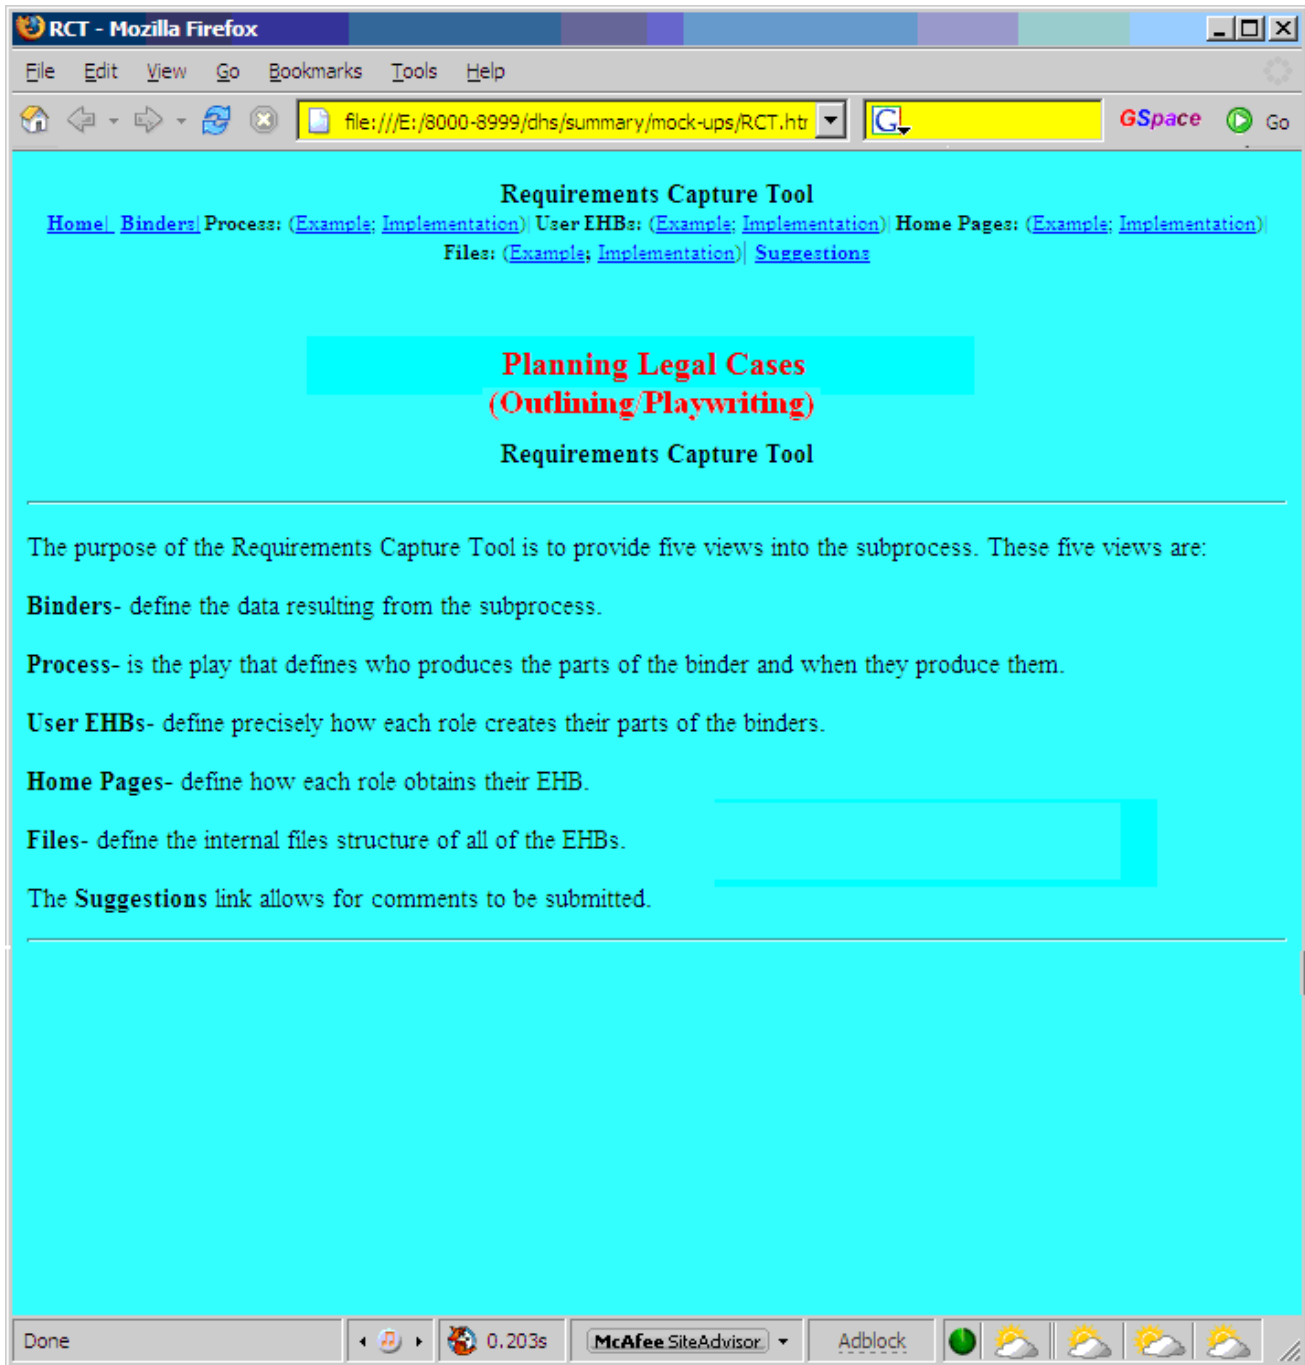 RCT - Mozilla Firefox
File Edit View Go Bookmarks Tools Help
file:///E:/8000-8999/dhs/summary/mock-ups/RCT.htr G GSpace Go
Requirements Capture Tool
Home| Binders| Process: (Example; Implementation)| User EHBs: (Example; Implementation)| Home Pages: (Example; Implementation)|
Files: (Example; Implementation)| Suggestions
Planning Legal Cases
(Outlining/Playwriting)
Requirements Capture Tool
The purpose of the Requirements Capture Tool is to provide five views into the subprocess. These five views are:
Binders- define the data resulting from the subprocess.
Process- is the play that defines who produces the parts of the binder and when they produce them.
User EHBs- define precisely how each role creates their parts of the binders.
Home Pages- define how each role obtains their EHB.
Files- define the internal files structure of all of the EHBs.
The Suggestions link allows for comments to be submitted.
Done 0.203s McAfee SiteAdvisor Adblock